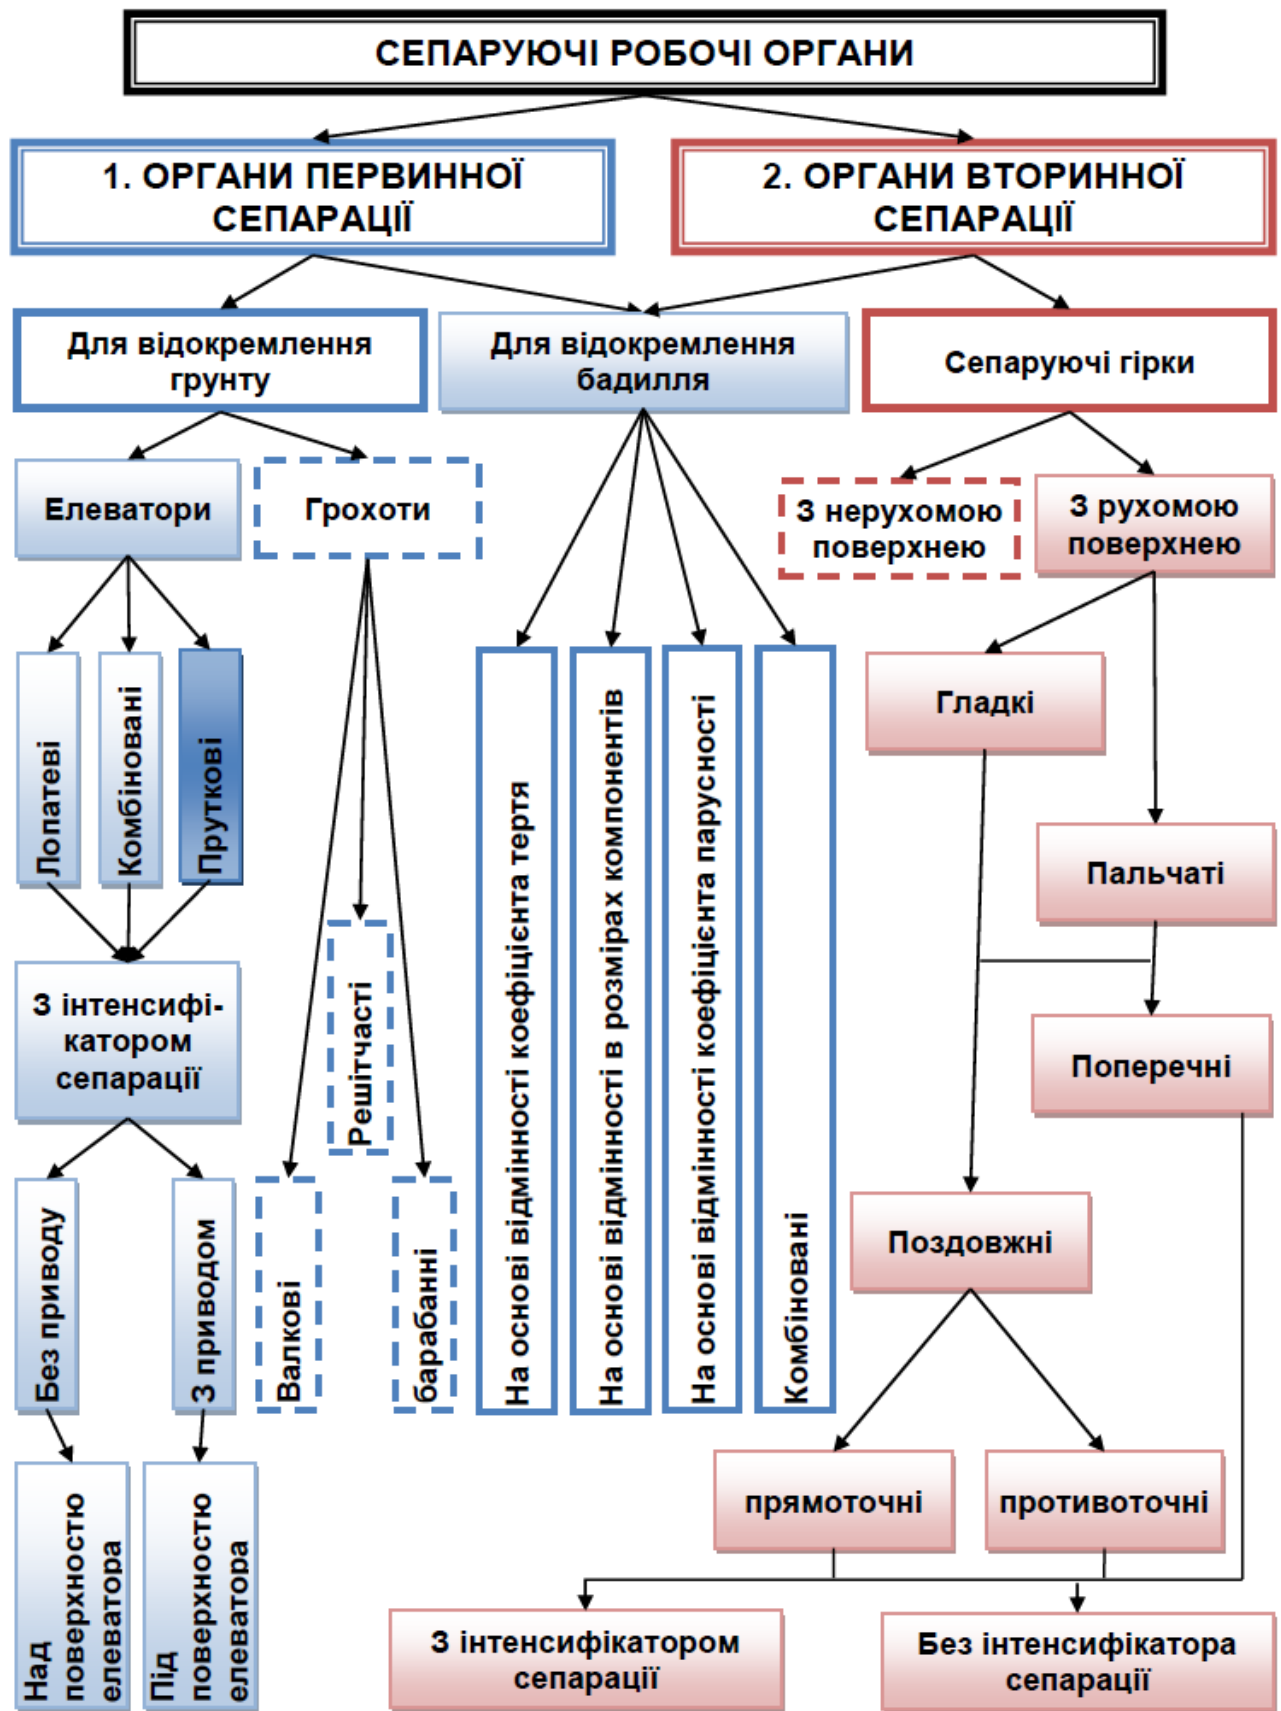 СЕПАРУЮЧІ РОБОЧІ ОРГАНИ
1. ОРГАНИ ПЕРВИННОЇ
СЕПАРАЦІЇ
2. ОРГАНИ ВТОРИННОЇ
СЕПАРАЦІЇ
Для відокремлення
грунту
Для відокремлення
бадилля
Сепаруючі гірки
Елеватори
Грохоти
З нерухомою
поверхнею
З рухомою
поверхнею
Лопатеві
Комбіновані
Пруткові
На основі відмінності коефіцієнта тертя
На основі відмінності в розмірах компонентів
На основі відмінності коефіцієнта парусності
Комбіновані
Гладкі
Пальчаті
З інтенсифі-
катором
сепарації
Решітчасті
Поперечні
Без приводу
З приводом
Валкові
барабанні
Поздовжні
Над
поверхностю
елеватора
Під
поверхностю
елеватора
прямоточні
противоточні
З інтенсифікатором
сепарації
Без інтенсифікатора
сепарації